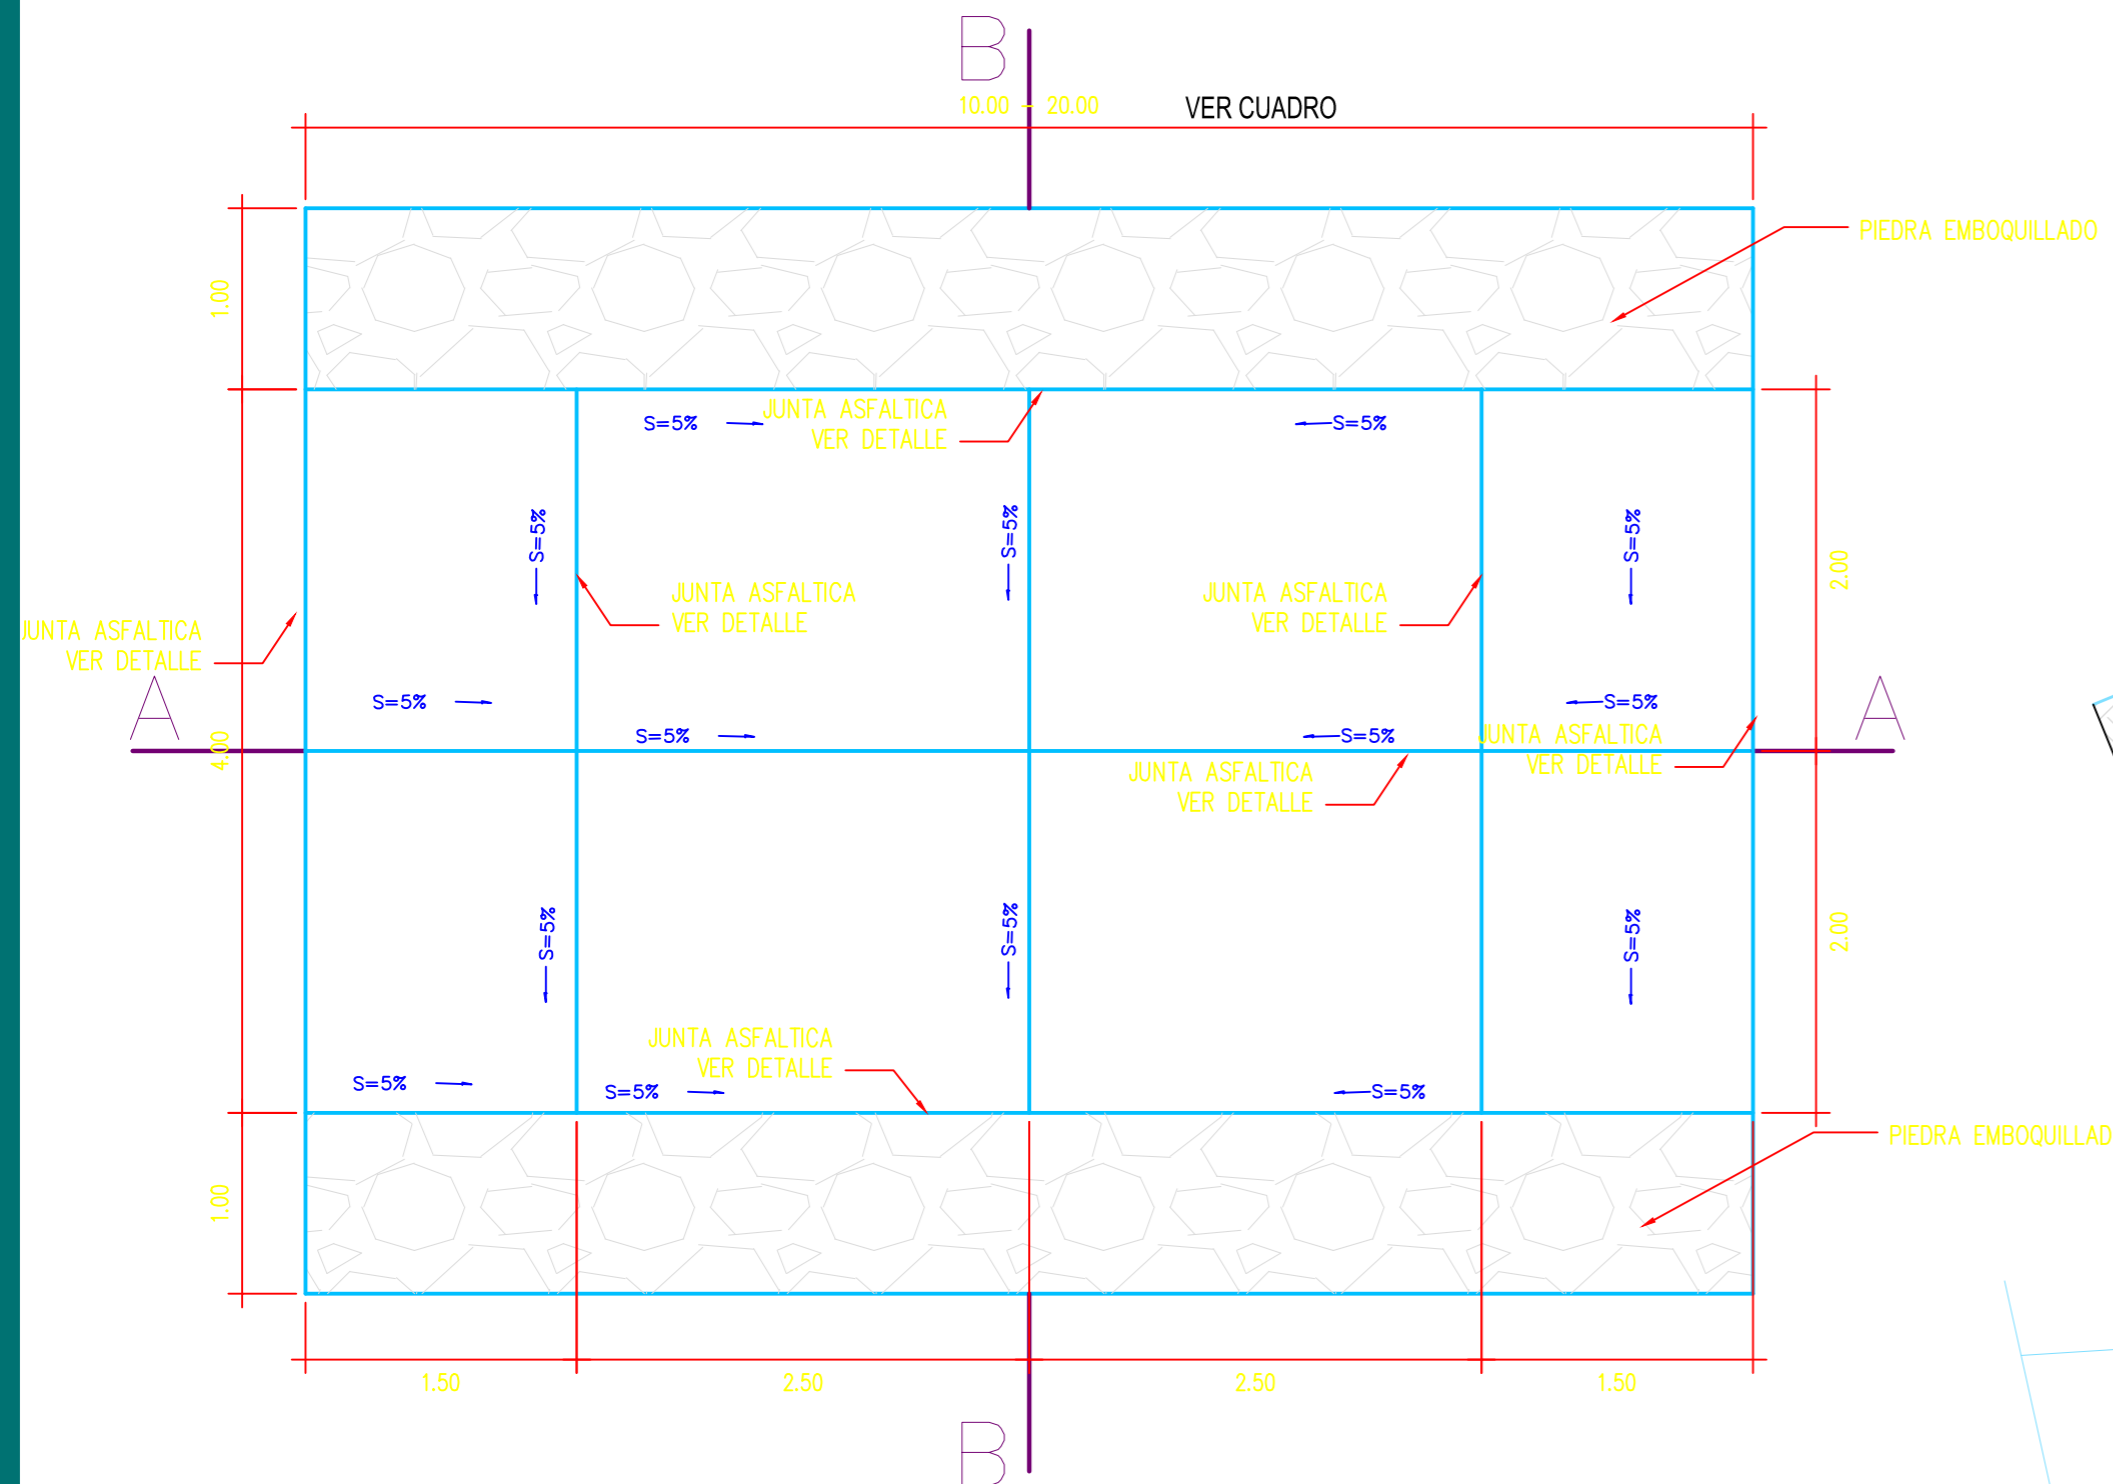 B
10.00 - 20.00 VER CUADRO
PIEDRA EMBOQUILLADO
1.00
JUNTA ASFALTICA
VER DETALLE
S=5%
S=5%
S=5%
S=5%
S=5%
2.00
JUNTA ASFALTICA
VER DETALLE
JUNTA ASFALTICA
VER DETALLE
JUNTA ASFALTICA
VER DETALLE
A
A
S=5%
S=5%
4.00
S=5%
S=5%
JUNTA ASFALTICA
VER DETALLE
JUNTA ASFALTICA
VER DETALLE
S=5%
S=5%
S=5%
2.00
JUNTA ASFALTICA
VER DETALLE
S=5%
S=5%
S=5%
PIEDRA EMBOQUILLAD
1.00
1.50
2.50
2.50
1.50
B